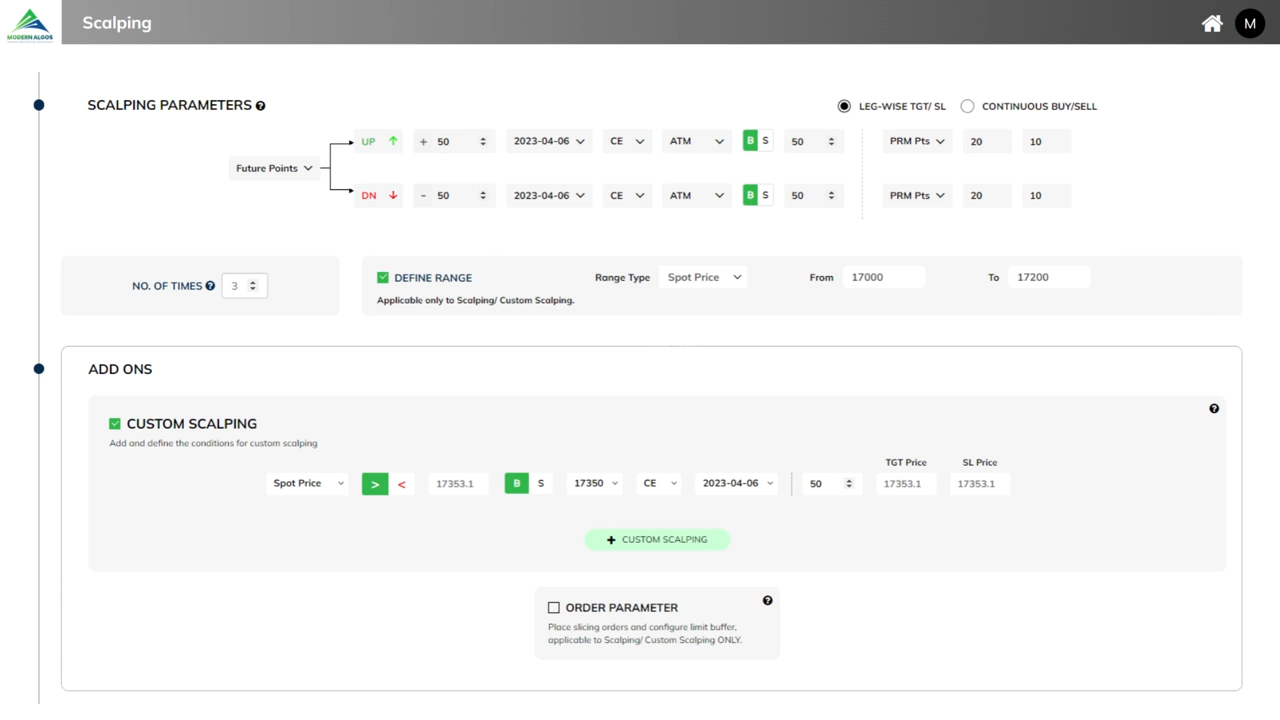 MODERN ALGOS
Scalping
M
SCALPING PARAMETERS ?
LEG-WISE TGT/ SL
CONTINUOUS BUY/SELL
Future Points
UP ↑ + 50 2023-04-06 CE ATM B S 50 PRM Pts 20 10
DN ↓ - 50 2023-04-06 CE ATM B S 50 PRM Pts 20 10
NO. OF TIMES ? 3
DEFINE RANGE Range Type Spot Price From 17000 To 17200
Applicable only to Scalping/ Custom Scalping.
ADD ONS
?
CUSTOM SCALPING
Add and define the conditions for custom scalping
TGT Price SL Price
Spot Price > < 17353.1 B S 17350 CE 2023-04-06 50 17353.1 17353.1
+ CUSTOM SCALPING
ORDER PARAMETER ?
Place slicing orders and configure limit buffer,
applicable to Scalping/ Custom Scalping ONLY.